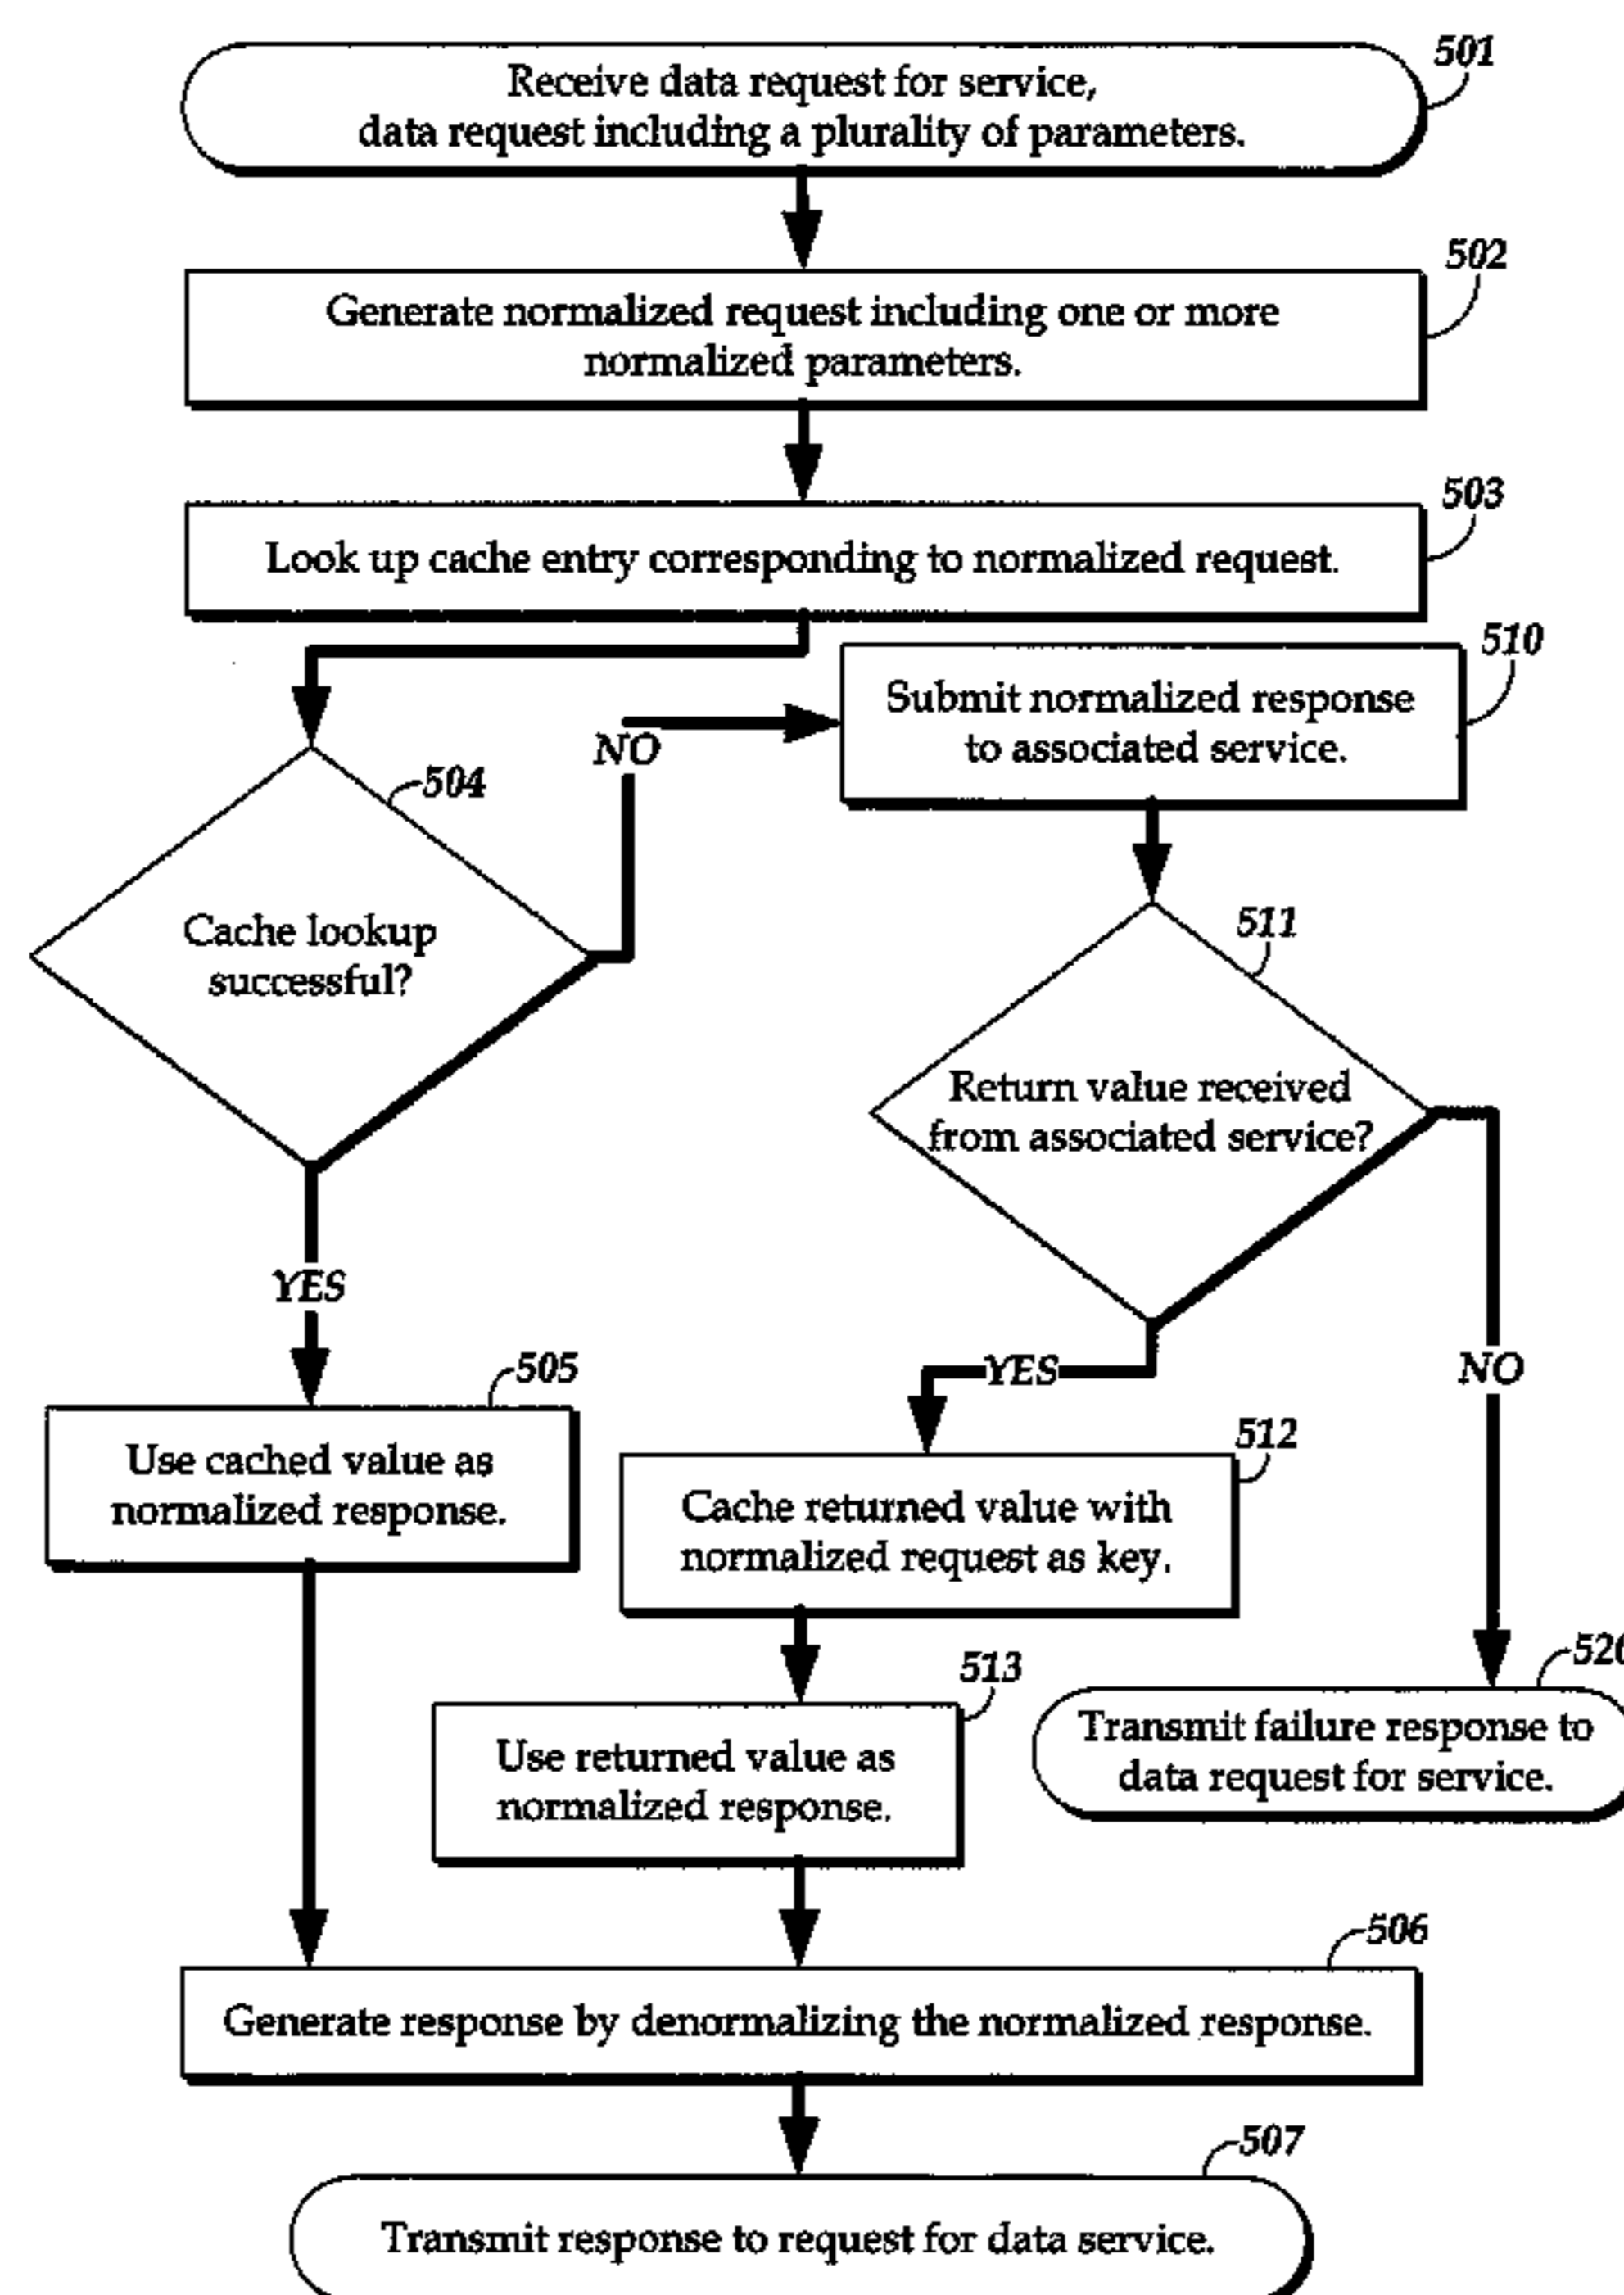 501
Receive data request for service,
data request including a plurality of parameters.
502
Generate normalized request including one or more
normalized parameters.
503
Look up cache entry corresponding to normalized request.
510
Submit normalized response
to associated service.
NO
504
Cache lookup
successful?
511
Return value received
from associated service?
YES
505
Use cached value as
normalized response.
YES
NO
512
Cache returned value with
normalized request as key.
513
Use returned value as
normalized response.
Transmit failure response to
data request for service.
506
Generate response by denormalizing the normalized response.
507
Transmit response to request for data service.